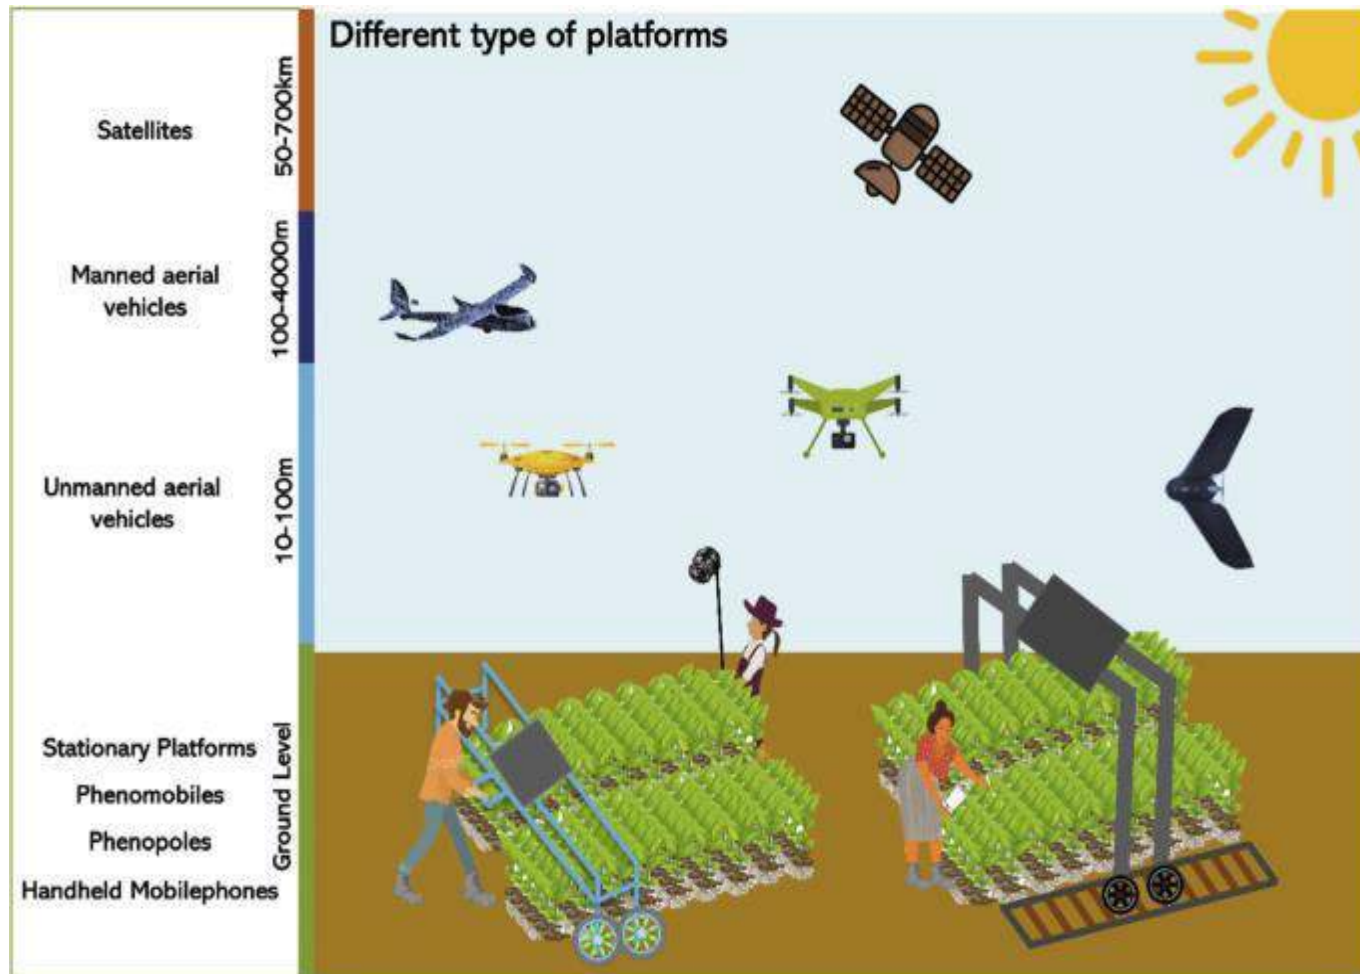 Different type of platforms
Satellites
50-700km
Manned aerial
vehicles
100-4000m
Unmanned aerial
vehicles
10-100m
Stationary Platforms
Phenomobiles
Phenopoles
Handheld Mobilephones
Ground Level